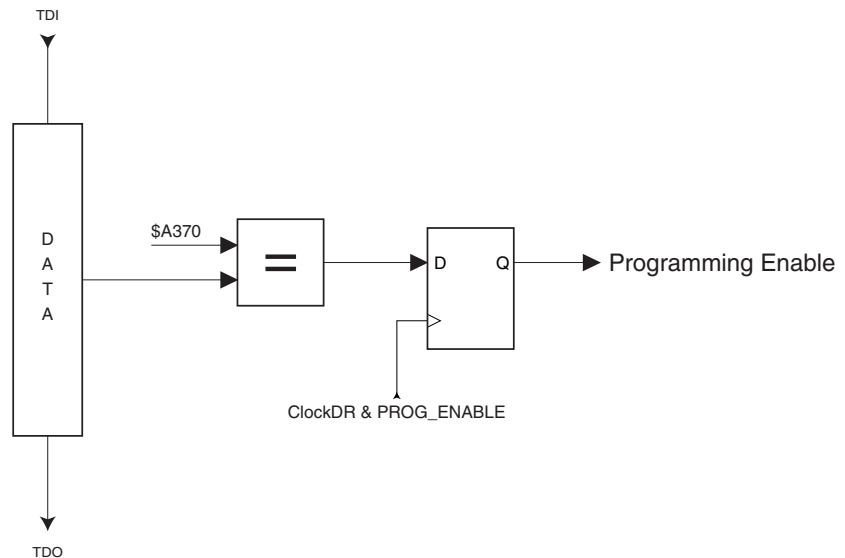 TDI
D
A
T
A
$A370
=
D
Q
Programming Enable
ClockDR & PROG_ENABLE
TDO